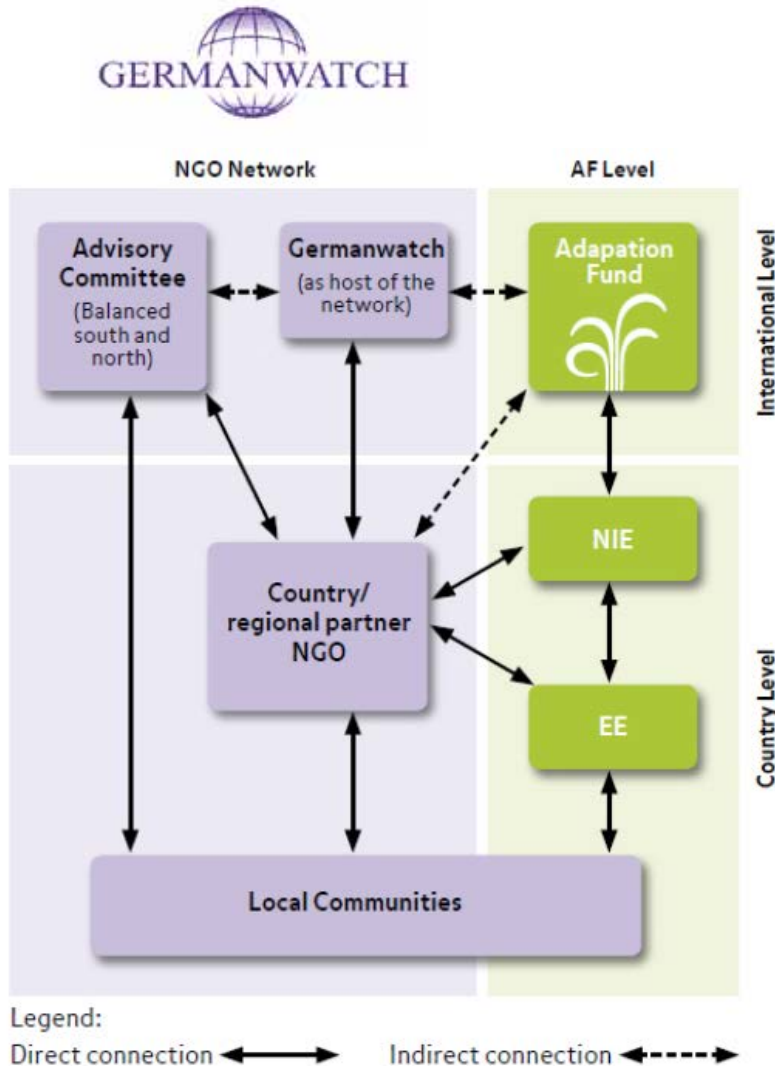 GERMANWATCH
NGO Network
AF Level
Advisory
Committee
(Balanced
south and
north)
Germanwatch
(as host of the
network)
Adapation
Fund
International Level
Country/
regional partner
NGO
NIE
EE
Country Level
Local Communities
Legend:
Direct connection
Indirect connection